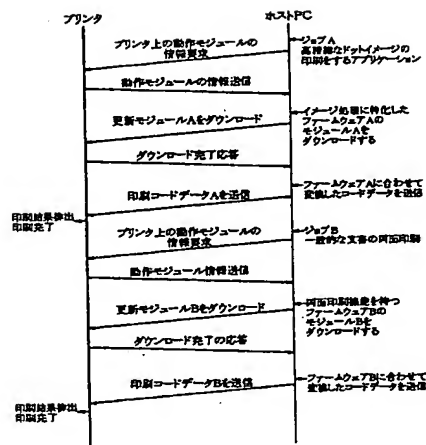 プリンタ
ホストPC
ジョブA
高精細なドットイメージの
印刷をするアプリケーション
プリンタ上の動作モジュールの
情報要求
動作モジュールの情報送信
イメージ処理に特化した
ファームウェアAの
モジュールAを
ダウンロードする
更新モジュールAをダウンロード
ダウンロード完了応答
ファームウェアAに合わせて
変換したコードデータを送信
印刷コードデータAを送信
印刷結果排出
印刷完了
プリンタ上の動作モジュールの
情報要求
ジョブB
一般的な文書の両面印刷
動作モジュール情報送信
両面印刷機能を持つ
ファームウェアBの
モジュールBを
ダウンロードする
更新モジュールBをダウンロード
ダウンロード完了の応答
ファームウェアBに合わせて
変換したコードデータを送信
印刷コードデータBを送信
印刷結果排出
印刷完了